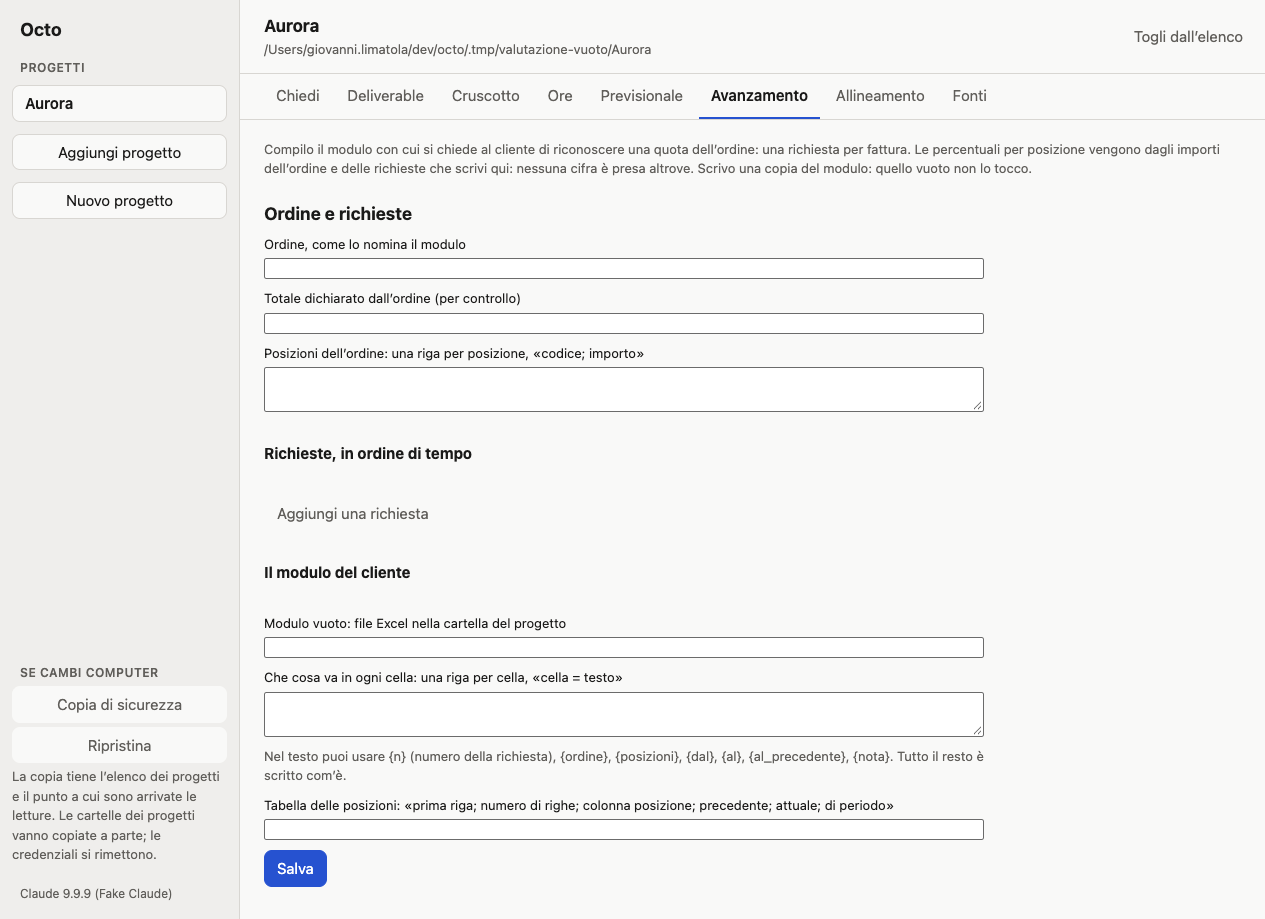 Octo
PROGETTI
Aurora
Aggiungi progetto
Nuovo progetto
SE CAMBI COMPUTER
Copia di sicurezza
Ripristina
La copia tiene l’elenco dei progetti
e il punto a cui sono arrivate le
letture. Le cartelle dei progetti
vanno copiate a parte; le
credenziali si rimettono.
Claude 9.9.9 (Fake Claude)
Aurora
/Users/giovanni.limatola/dev/octo/.tmp/valutazione-vuoto/Aurora
Togli dall’elenco
Chiedi Deliverable Cruscotto Ore Previsionale Avanzamento Allineamento Fonti
Compilo il modulo con cui si chiede al cliente di riconoscere una quota dell’ordine: una richiesta per fattura. Le percentuali per posizione vengono dagli importi
dell’ordine e delle richieste che scrivi qui: nessuna cifra è presa altrove. Scrivo una copia del modulo: quello vuoto non lo tocco.
Ordine e richieste
Ordine, come lo nomina il modulo
Totale dichiarato dall’ordine (per controllo)
Posizioni dell’ordine: una riga per posizione, «codice; importo»
Richieste, in ordine di tempo
Aggiungi una richiesta
Il modulo del cliente
Modulo vuoto: file Excel nella cartella del progetto
Che cosa va in ogni cella: una riga per cella, «cella = testo»
Nel testo puoi usare {n} (numero della richiesta), {ordine}, {posizioni}, {dal}, {al}, {al_precedente}, {nota}. Tutto il resto è
scritto com’è.
Tabella delle posizioni: «prima riga; numero di righe; colonna posizione; precedente; attuale; di periodo»
Salva